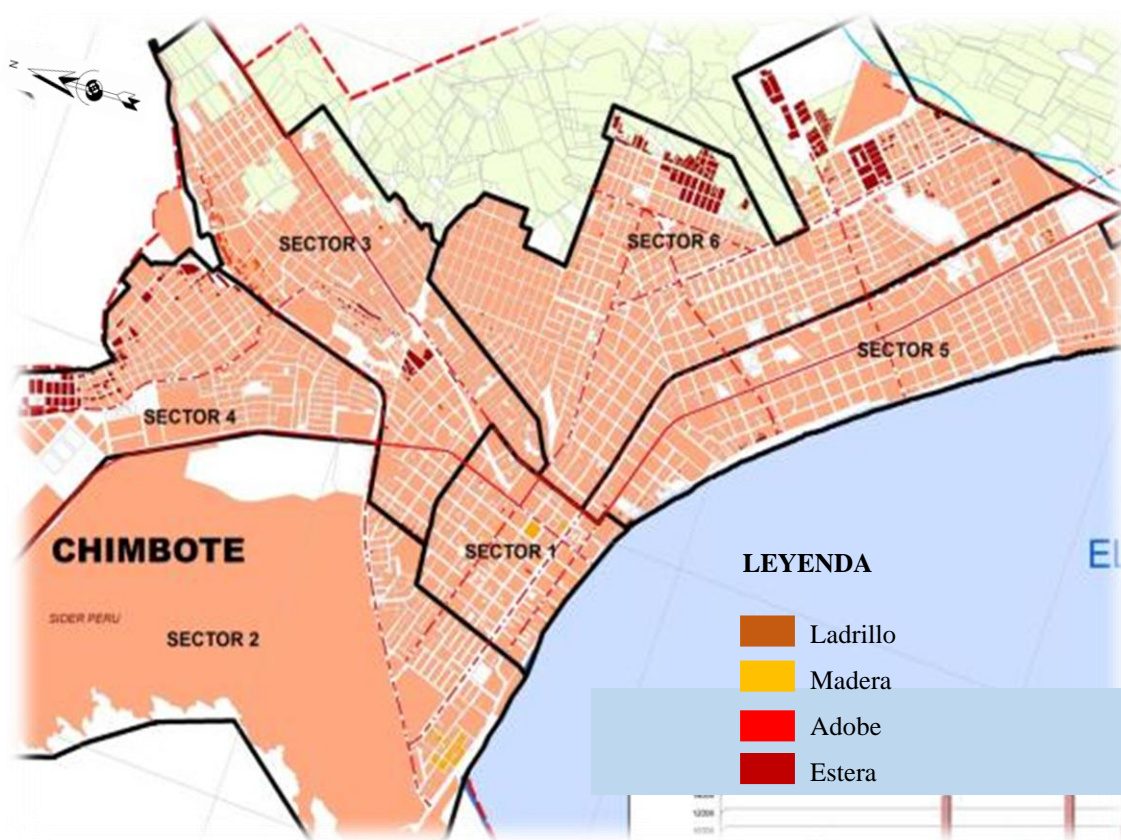 N
SECTOR 3
SECTOR 6
SECTOR 5
SECTOR 4
SECTOR 1
CHIMBOTE
SIDER PERU
SECTOR 2
LEYENDA
Ladrillo
Madera
Adobe
Estera